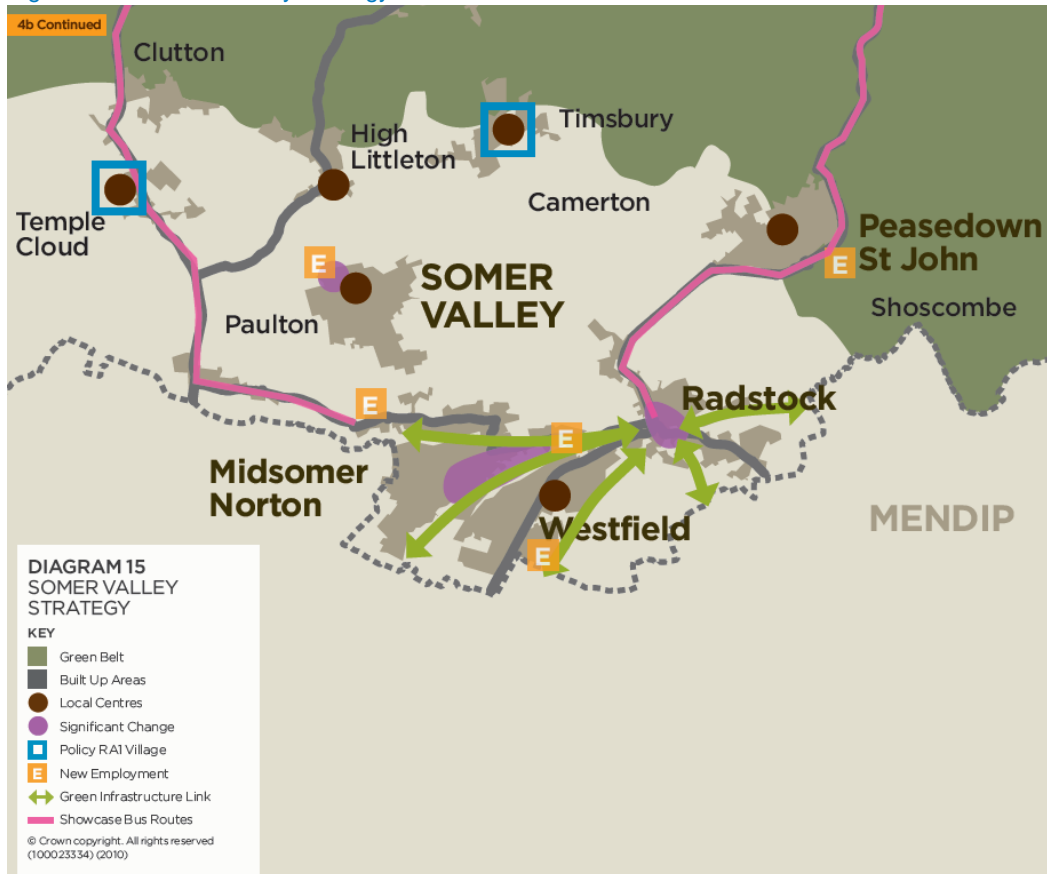 4b Continued
Clutton
High
Littleton
Timsbury
Temple
Cloud
Camerton
Peasedown
St John
E
E
SOMER
VALLEY
Paulton
Shoscombe
E
Radstock
E
Midsomer
Norton
Westfield
E
MENDIP
DIAGRAM 15
SOMER VALLEY
STRATEGY
KEY
Green Belt
Built Up Areas
Local Centres
Significant Change
Policy RA1 Village
E New Employment
Green Infrastructure Link
Showcase Bus Routes
© Crown copyright. All rights reserved
(100023334) (2010)